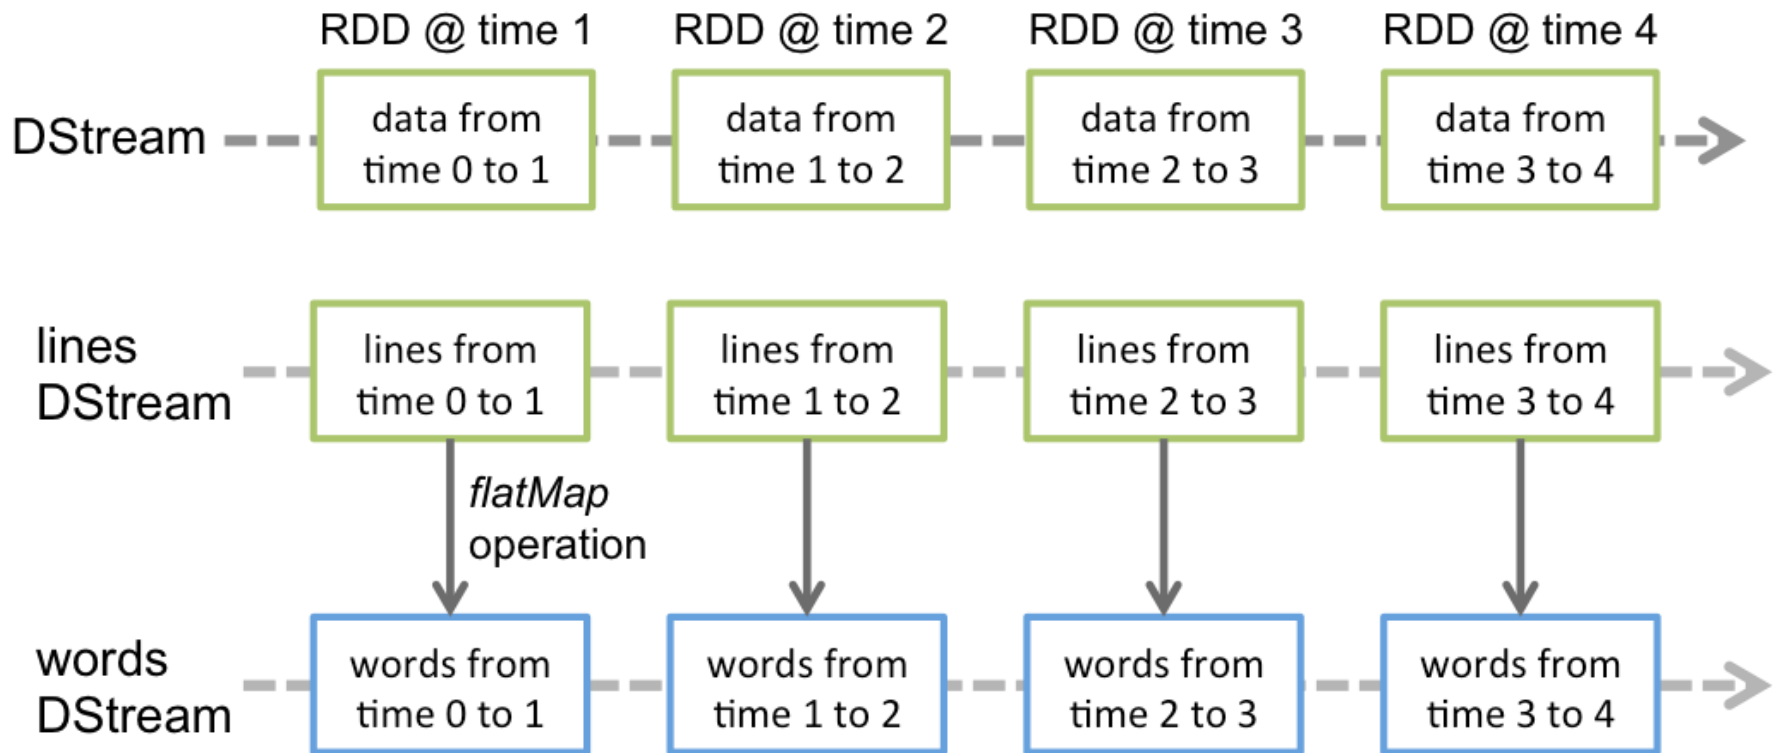 RDD @ time 1
RDD @ time 2
RDD @ time 3
RDD @ time 4
DStream
data from
time 0 to 1
data from
time 1 to 2
data from
time 2 to 3
data from
time 3 to 4
lines
DStream
lines from
time 0 to 1
lines from
time 1 to 2
lines from
time 2 to 3
lines from
time 3 to 4
flatMap
operation
words
DStream
words from
time 0 to 1
words from
time 1 to 2
words from
time 2 to 3
words from
time 3 to 4